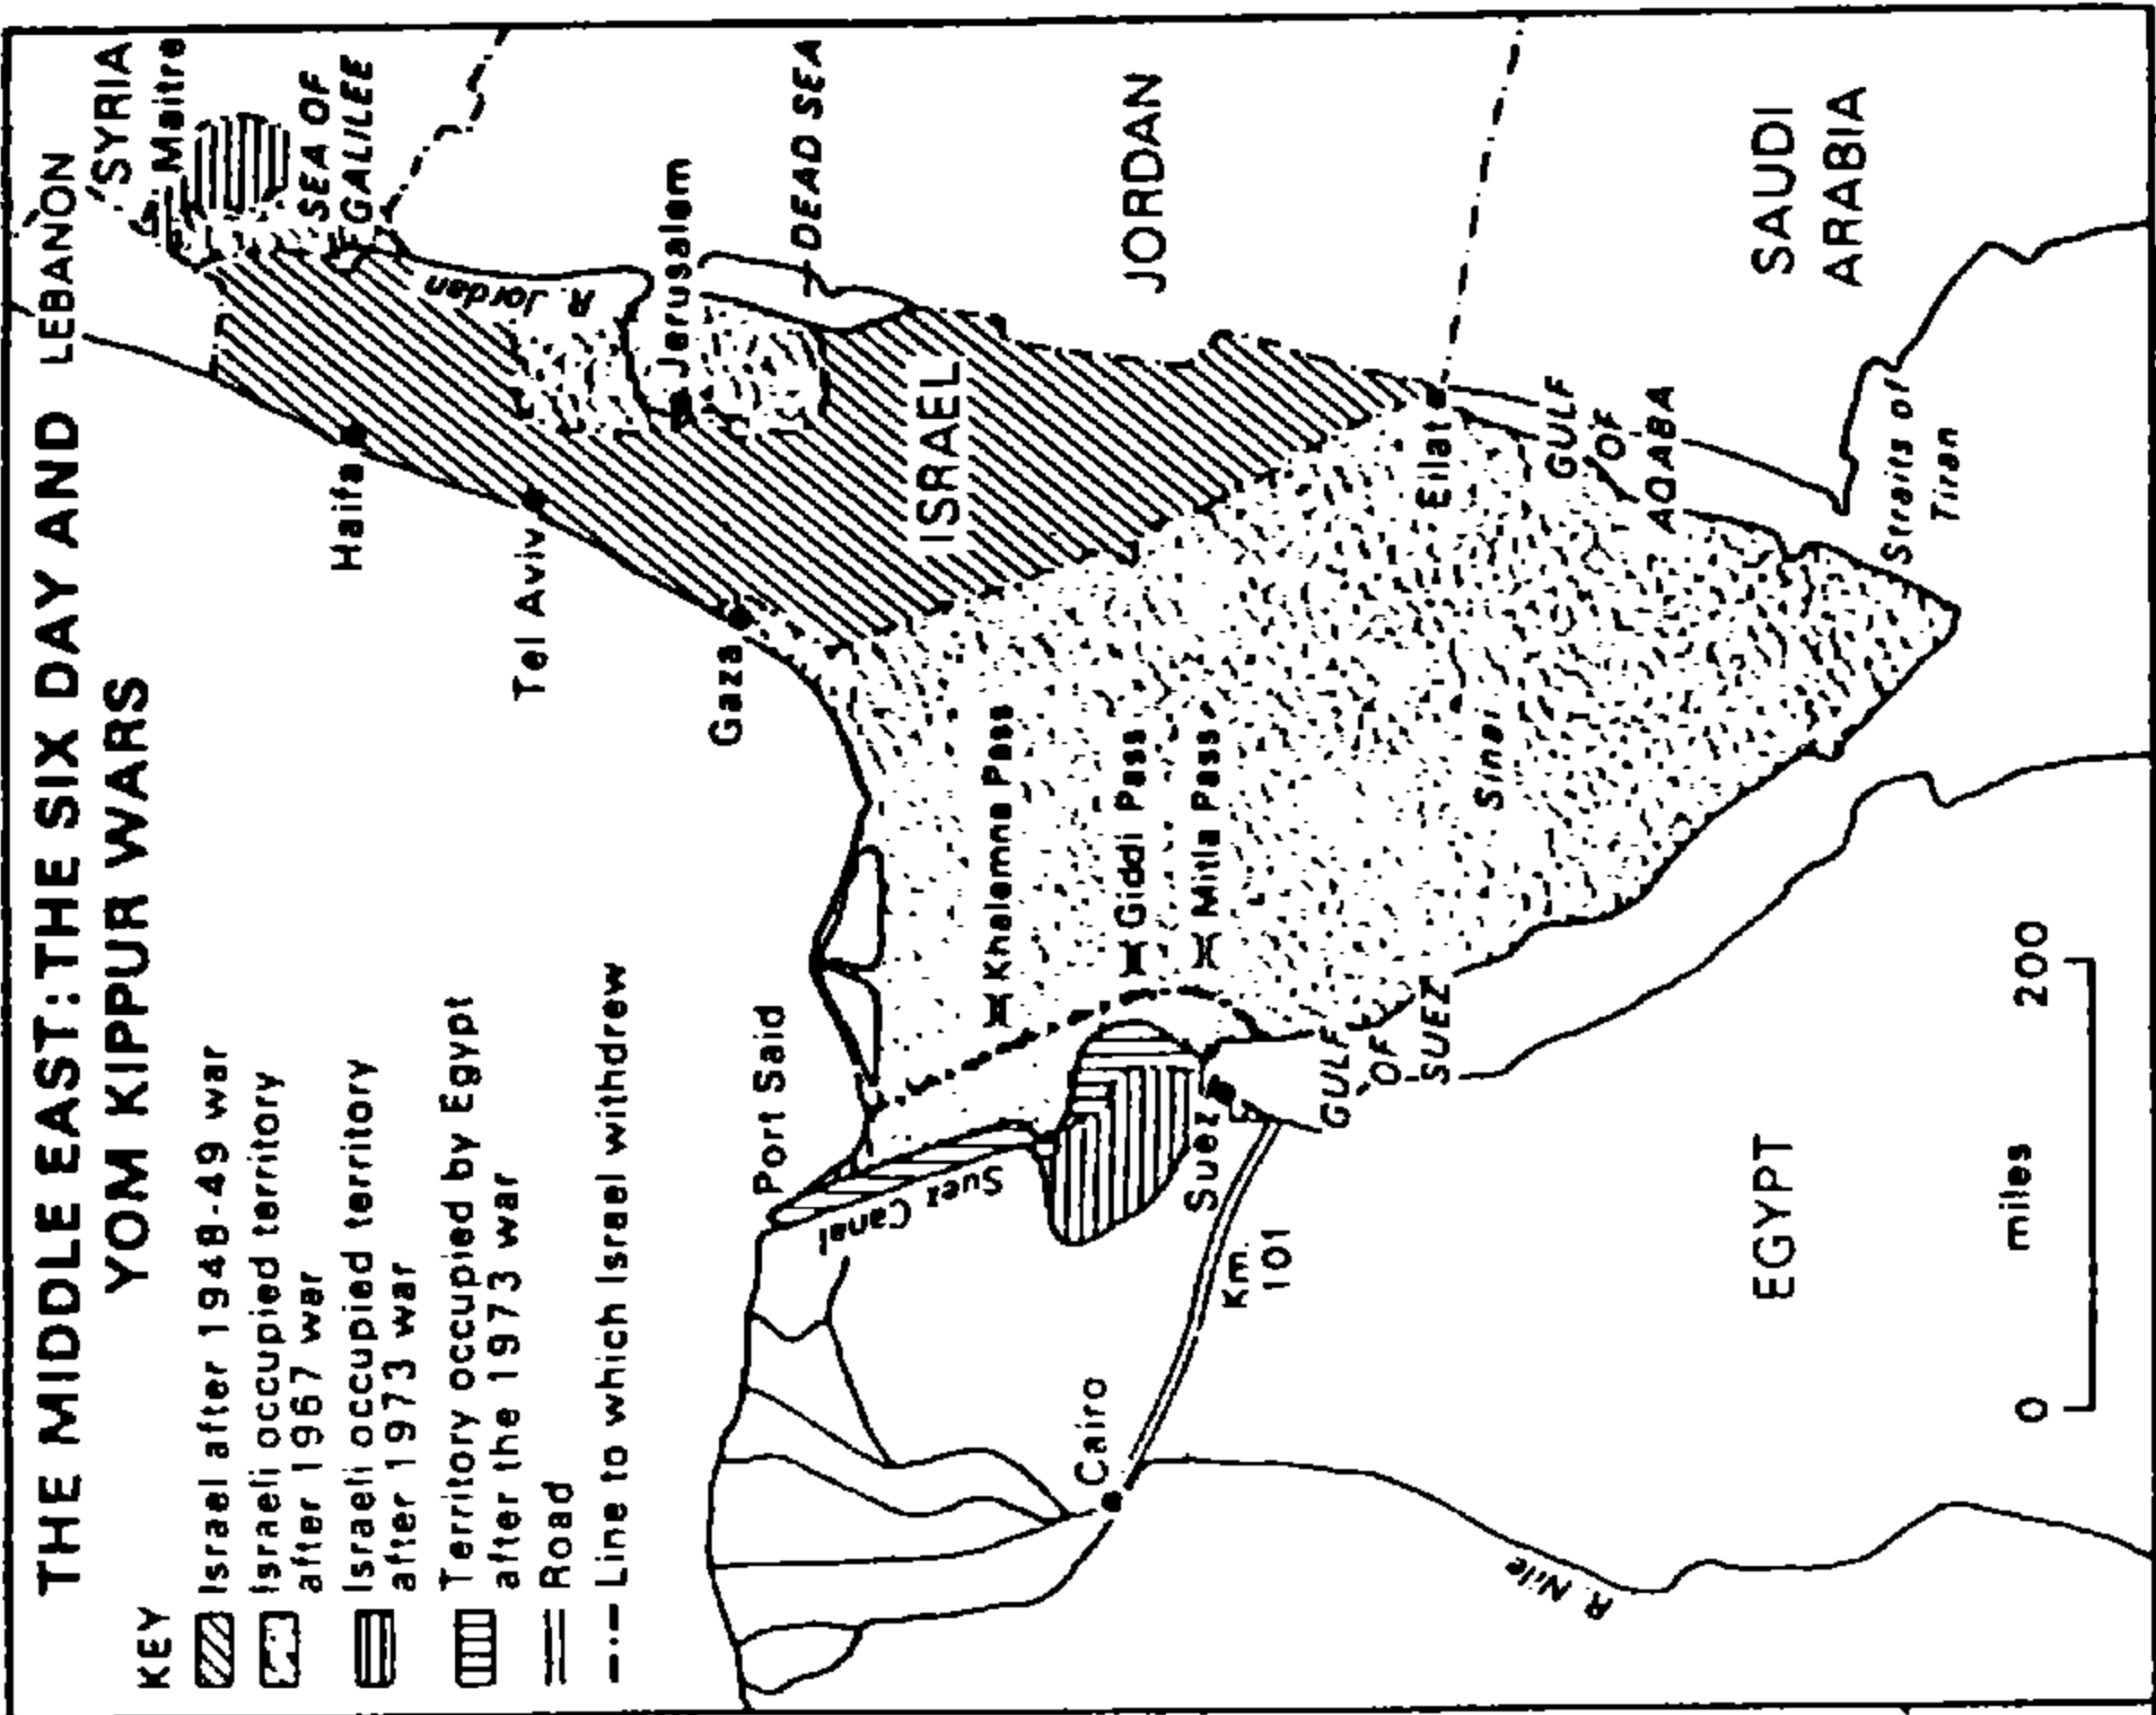 THE MIDDLE EAST: THE SIX DAY AND
YOM KIPPUR WARS
KEY
Israel after 1948-49 war
Israeli occupied territory
after 1967 war
Israeli occupied territory
after 1973 war
Territory occupied by Egypt
after the 1973 war
Road
Line to which Israel withdrew
LEBANON
SYRIA
SEA OF
GALILEE
Haifa
R. Jordan
Tel Aviv
Jerusalem
DEAD SEA
Gaza
ISRAEL
JORDAN
Port Said
Suez Canal
Giddi Pass
Mitla Pass
Eilat
Cairo
Km.
101
Suez
GULF
OF
SUEZ
Sinai
GULF
OF
AQABA
SAUDI
ARABIA
Straits of
Tiran
EGYPT
R. Nile
0 200
miles